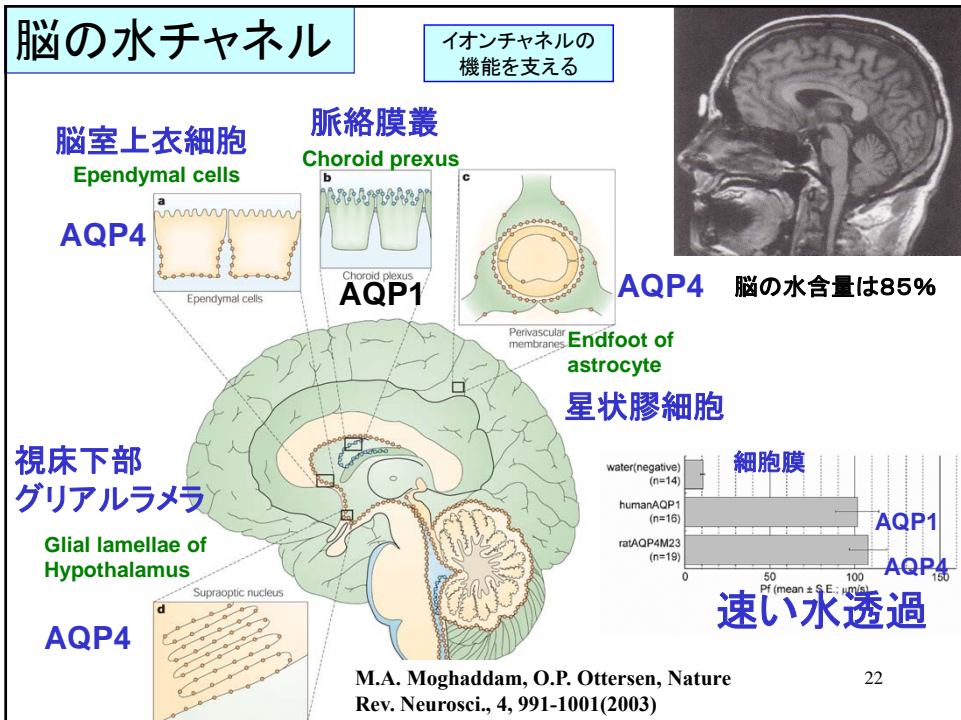 脳の水チャネル
イオンチャネルの
機能を支える
脳室上衣細胞
Ependymal cells
脈絡膜叢
Choroid prexus
a
b
c
AQP4
Ependymal cells
Choroid plexus
AQP1
Perivascular
membranes
AQP4
脳の水含量は85%
Endfoot of
astrocyte
星状膠細胞
視床下部
グリアルラメラ
Glial lamellae of
Hypothalamus
Supraoptic nucleus
d
AQP4
細胞膜
water(negative)
(n=14)
humanAQP1
(n=16)
AQP1
ratAQP4M23
(n=19)
AQP4
0 50 100 150
Pf (mean ± S.E.; μm/s)
速い水透過
M.A. Moghaddam, O.P. Ottersen, Nature
Rev. Neurosci., 4, 991-1001(2003)
22